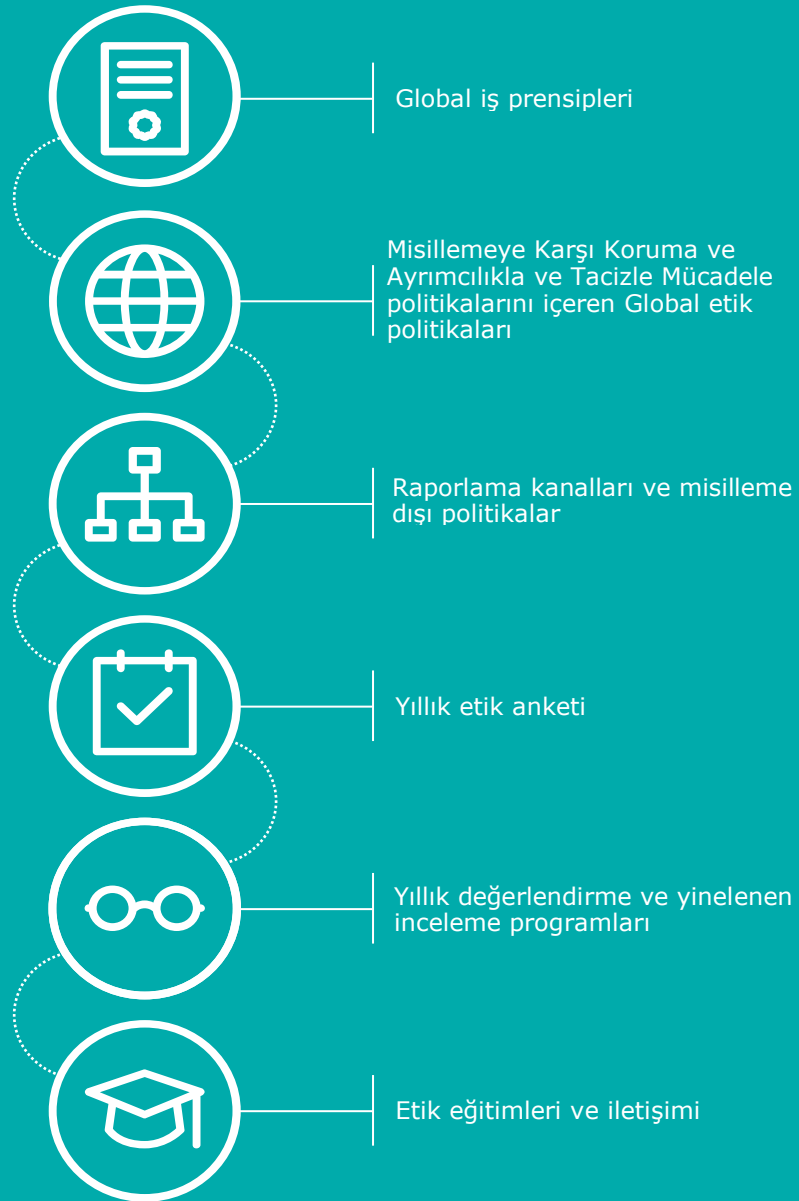 Global iş prensipleri
Misillemeye Karşı Koruma ve
Ayrımcılıkla ve Tacizle Mücadele
politikalarını içeren Global etik
politikaları
Raporlama kanalları ve misilleme
dışı politikalar
Yıllık etik anketi
Yıllık değerlendirme ve yinelenen
inceleme programları
Etik eğitimleri ve iletişimi